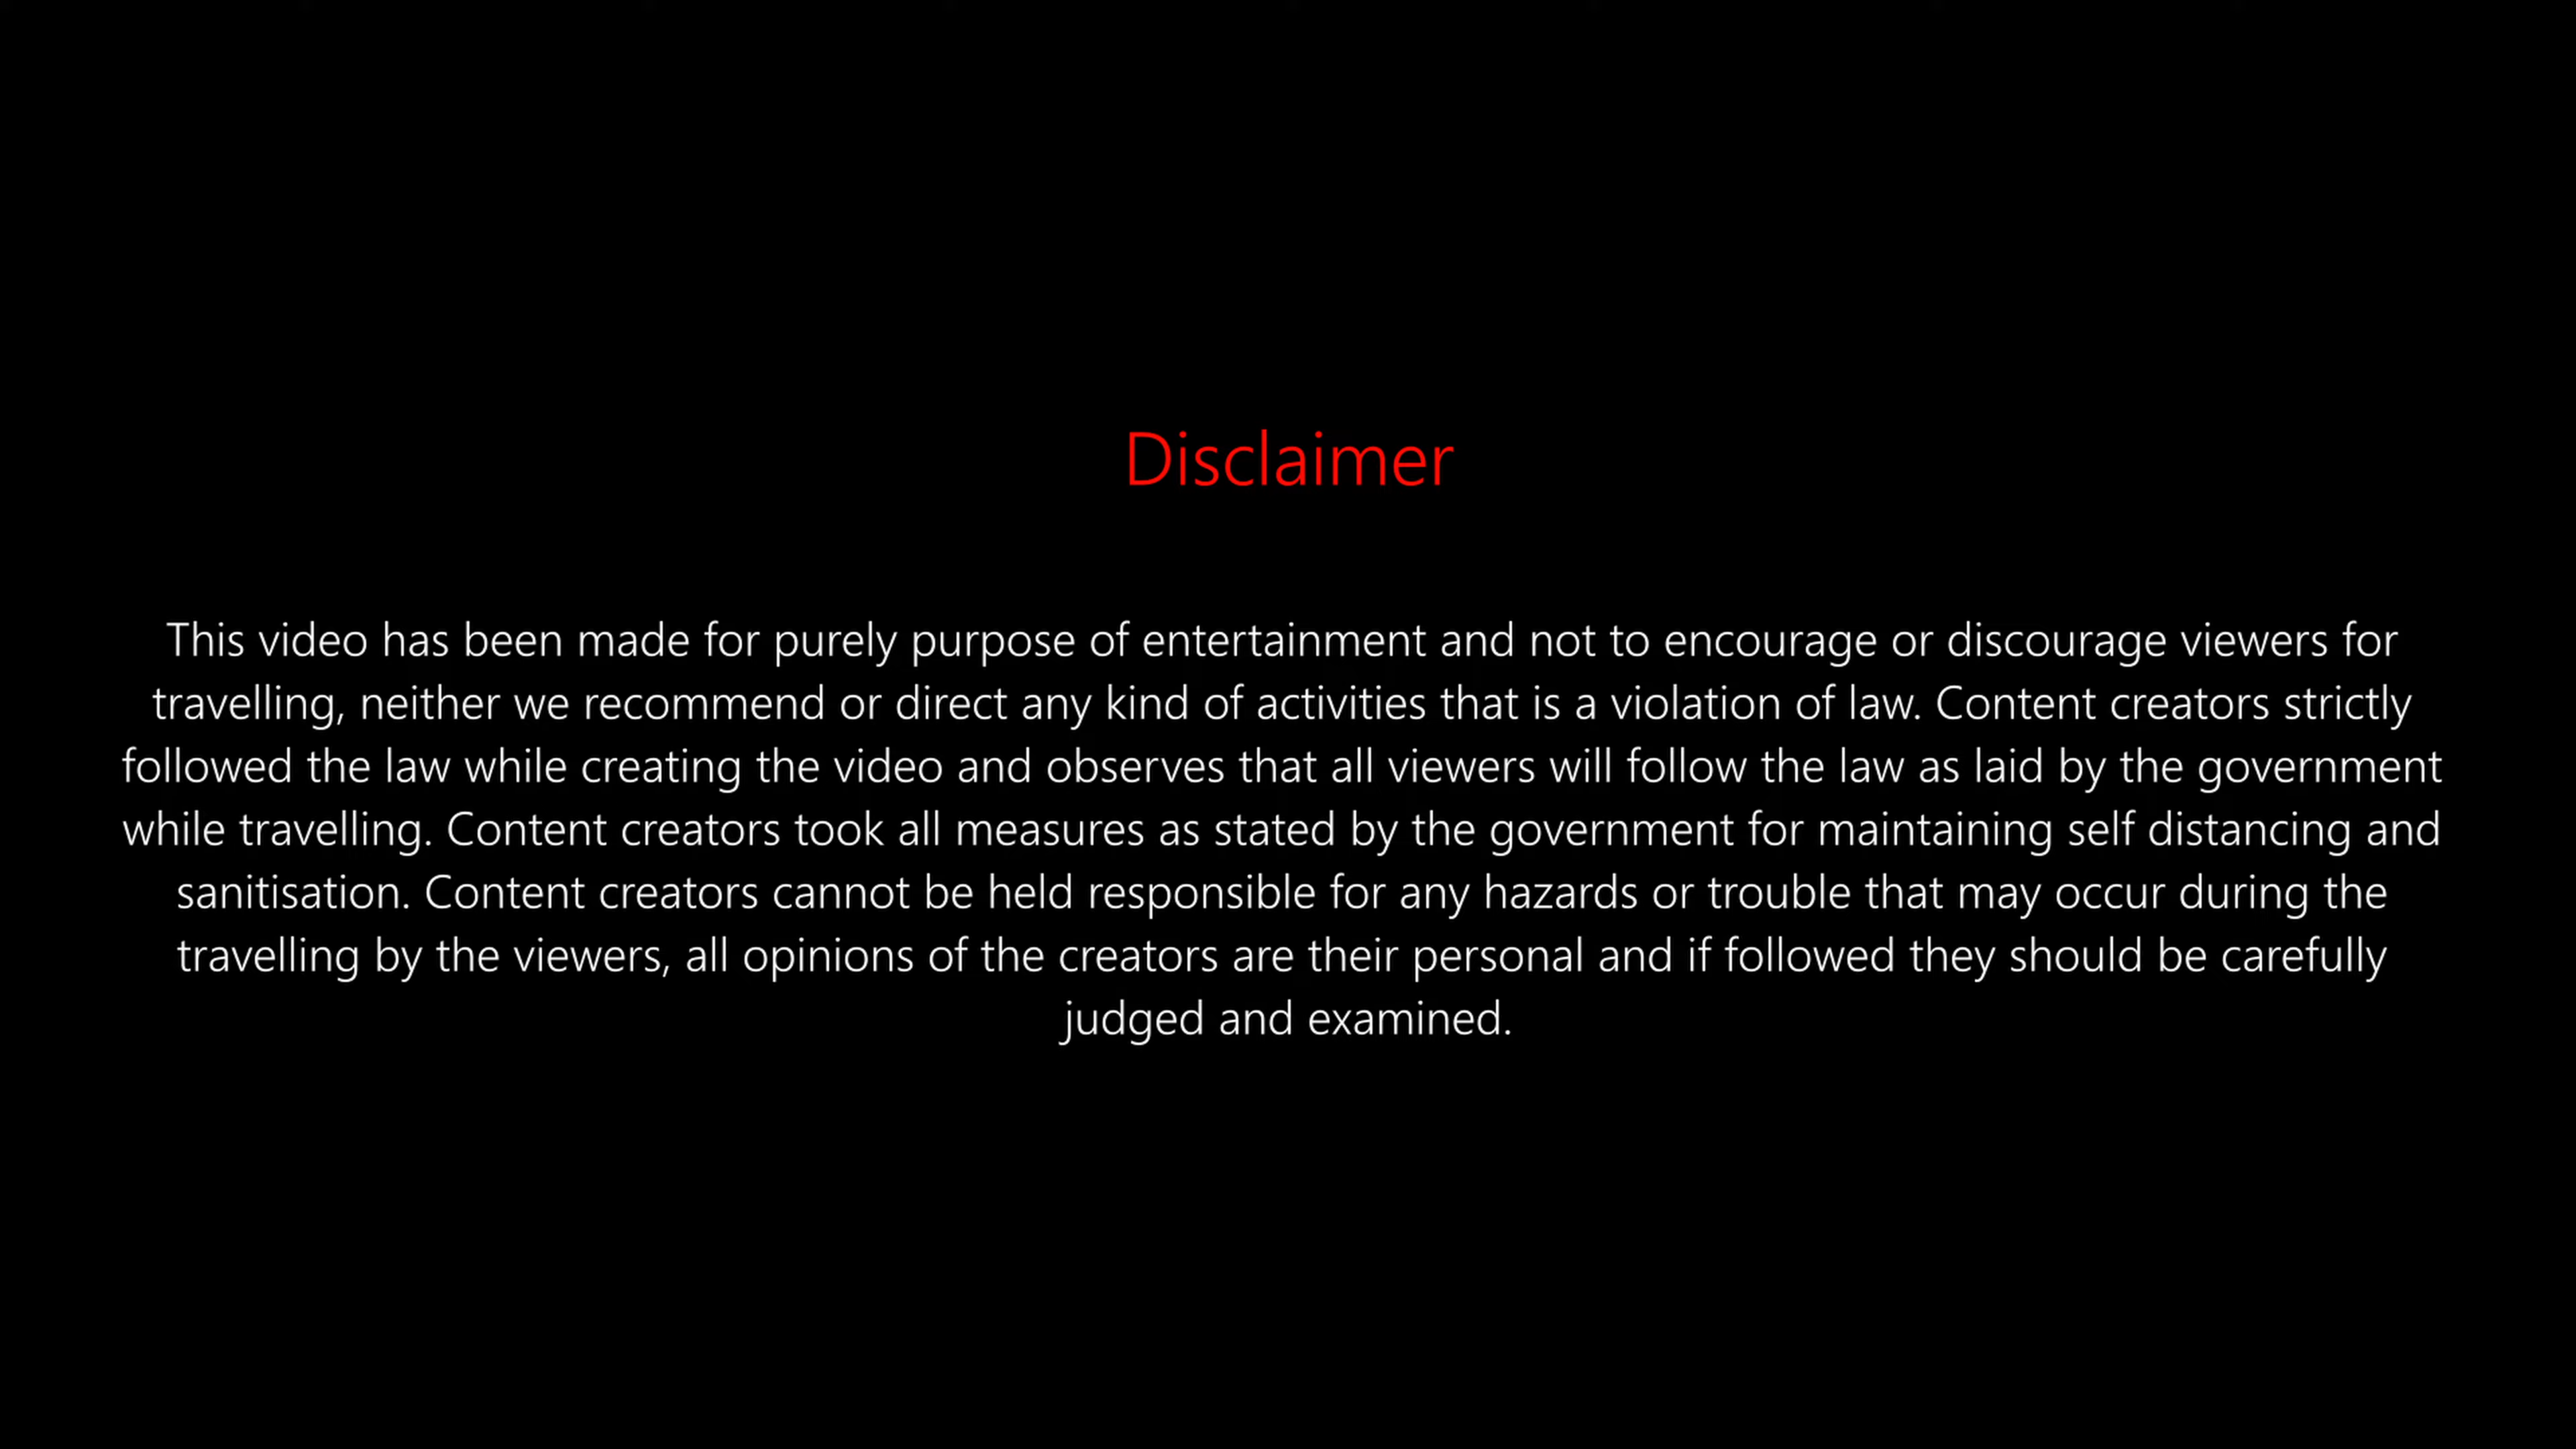 Disclaimer
This video has been made for purely purpose of entertainment and not to encourage or discourage viewers for
travelling, neither we recommend or direct any kind of activities that is a violation of law. Content creators strictly
followed the law while creating the video and observes that all viewers will follow the law as laid by the government
while travelling. Content creators took all measures as stated by the government for maintaining self distancing and
sanitisation. Content creators cannot be held responsible for any hazards or trouble that may occur during the
travelling by the viewers, all opinions of the creators are their personal and if followed they should be carefully
judged and examined.